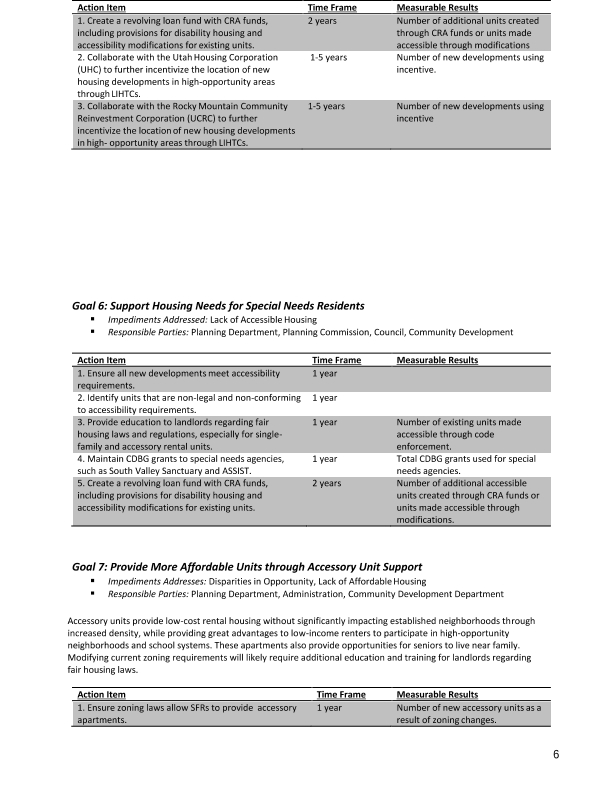 Action Item Time Frame Measurable Results
1. Create a revolving loan fund with CRA funds, 2 years Number of additional units created
including provisions for disability housing and through CRA funds or units made
accessibility modifications for existing units. accessible through modifications
2. Collaborate with the Utah Housing Corporation 1-5 years Number of new developments using
(UHC) to further incentivize the location of new incentive.
housing developments in high-opportunity areas
through LIHTCs.
3. Collaborate with the Rocky Mountain Community 1-5 years Number of new developments using
Reinvestment Corporation (UCRC) to further incentive
incentivize the location of new housing developments
in high- opportunity areas through LIHTCs.
Goal 6: Support Housing Needs for Special Needs Residents
▪ Impediments Addressed: Lack of Accessible Housing
▪ Responsible Parties: Planning Department, Planning Commission, Council, Community Development
Action Item Time Frame Measurable Results
1. Ensure all new developments meet accessibility 1 year
requirements.
2. Identify units that are non-legal and non-conforming 1 year
to accessibility requirements.
3. Provide education to landlords regarding fair 1 year Number of existing units made
housing laws and regulations, especially for single- accessible through code
family and accessory rental units. enforcement.
4. Maintain CDBG grants to special needs agencies, 1 year Total CDBG grants used for special
such as South Valley Sanctuary and ASSIST. needs agencies.
5. Create a revolving loan fund with CRA funds, 2 years Number of additional accessible
including provisions for disability housing and units created through CRA funds or
accessibility modifications for existing units. units made accessible through
modifications.
Goal 7: Provide More Affordable Units through Accessory Unit Support
▪ Impediments Addresses: Disparities in Opportunity, Lack of Affordable Housing
▪ Responsible Parties: Planning Department, Administration, Community Development Department
Accessory units provide low-cost rental housing without significantly impacting established neighborhoods through
increased density, while providing great advantages to low-income renters to participate in high-opportunity
neighborhoods and school systems. These apartments also provide opportunities for seniors to live near family.
Modifying current zoning requirements will likely require additional education and training for landlords regarding
fair housing laws.
Action Item Time Frame Measurable Results
1. Ensure zoning laws allow SFRs to provide accessory 1 year Number of new accessory units as a
apartments. result of zoning changes.
6